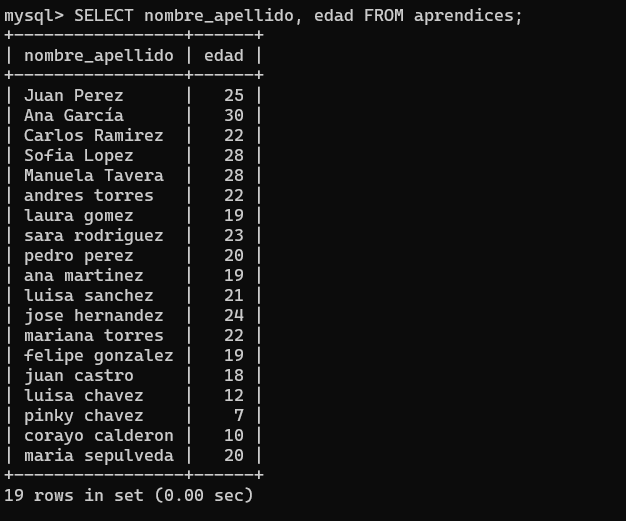 mysql> SELECT nombre_apellido, edad FROM aprendices;
+-----------------+------+
| nombre_apellido | edad |
+-----------------+------+
| Juan Perez      |   25 |
| Ana García      |   30 |
| Carlos Ramirez  |   22 |
| Sofia Lopez     |   28 |
| Manuela Tavera  |   28 |
| andres torres   |   22 |
| laura gomez     |   19 |
| sara rodriguez  |   23 |
| pedro perez     |   20 |
| ana martinez    |   19 |
| luisa sanchez   |   21 |
| jose hernandez  |   24 |
| mariana torres  |   22 |
| felipe gonzalez |   19 |
| juan castro     |   18 |
| luisa chavez    |   12 |
| pinky chavez    |    7 |
| corayo calderon |   10 |
| maria sepulveda |   20 |
+-----------------+------+
19 rows in set (0.00 sec)